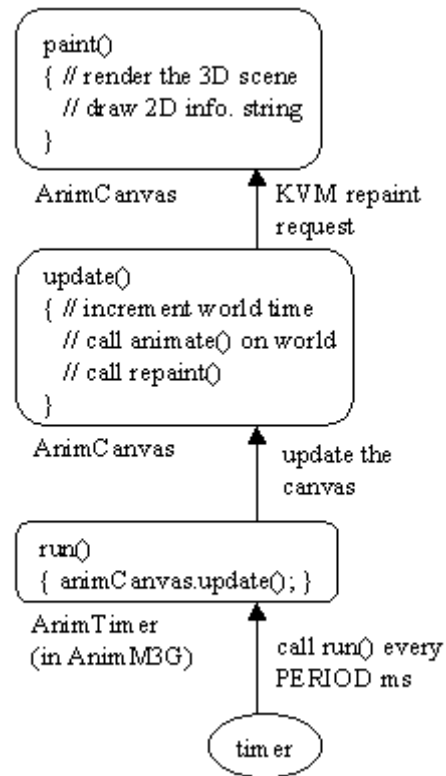 paint()
{ // render the 3D scene
// draw 2D info. string
}
AnimCanvas
KVM repaint
request
update()
{ // increment world time
// call animate() on world
// call repaint()
}
AnimCanvas
update the
canvas
run()
{ animCanvas.update(); }
AnimTimer
(in AnimM3G)
call run() every
PERIOD ms
timer